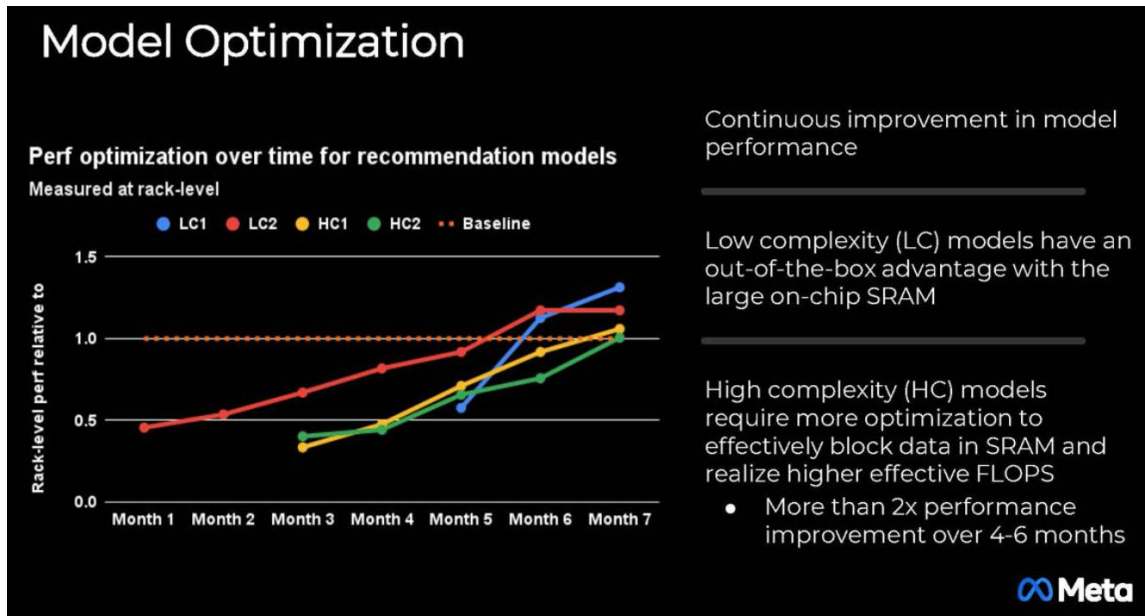 Model Optimization
Perf optimization over time for recommendation models
Measured at rack-level
LC1 LC2 HC1 HC2 Baseline
Rack-level perf relative to
1.5
1.0
0.5
0.0
Month 1 Month 2 Month 3 Month 4 Month 5 Month 6 Month 7
Continuous improvement in model
performance
Low complexity (LC) models have an
out-of-the-box advantage with the
large on-chip SRAM
High complexity (HC) models
require more optimization to
effectively block data in SRAM and
realize higher effective FLOPS
● More than 2x performance
improvement over 4-6 months
Meta